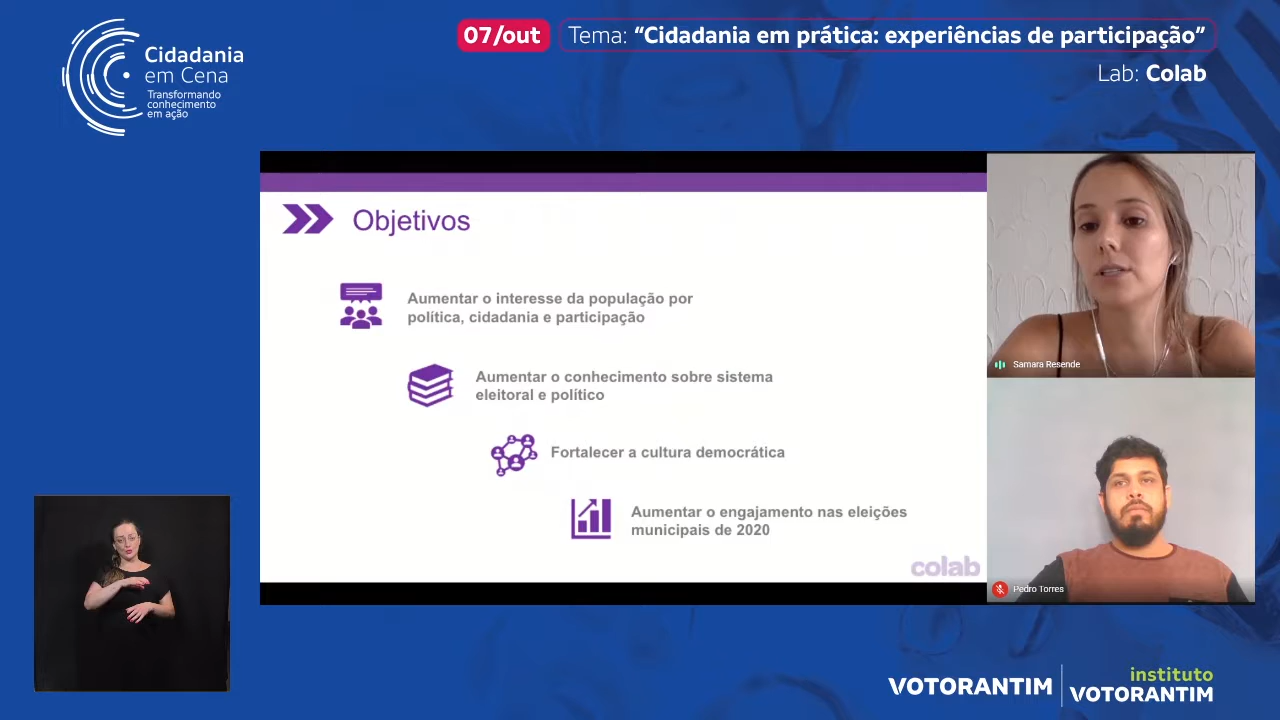 Cidadania
em Cena
Transformando
conhecimento
em ação
07/out
Tema: “Cidadania em prática: experiências de participação”
Lab: Colab
Objetivos
Aumentar o interesse da população por
política, cidadania e participação
Aumentar o conhecimento sobre sistema
eleitoral e político
Fortalecer a cultura democrática
Aumentar o engajamento nas eleições
municipais de 2020
colab
Samara Resende
Pedro Torres
VOTORANTIM
instituto
VOTORANTIM